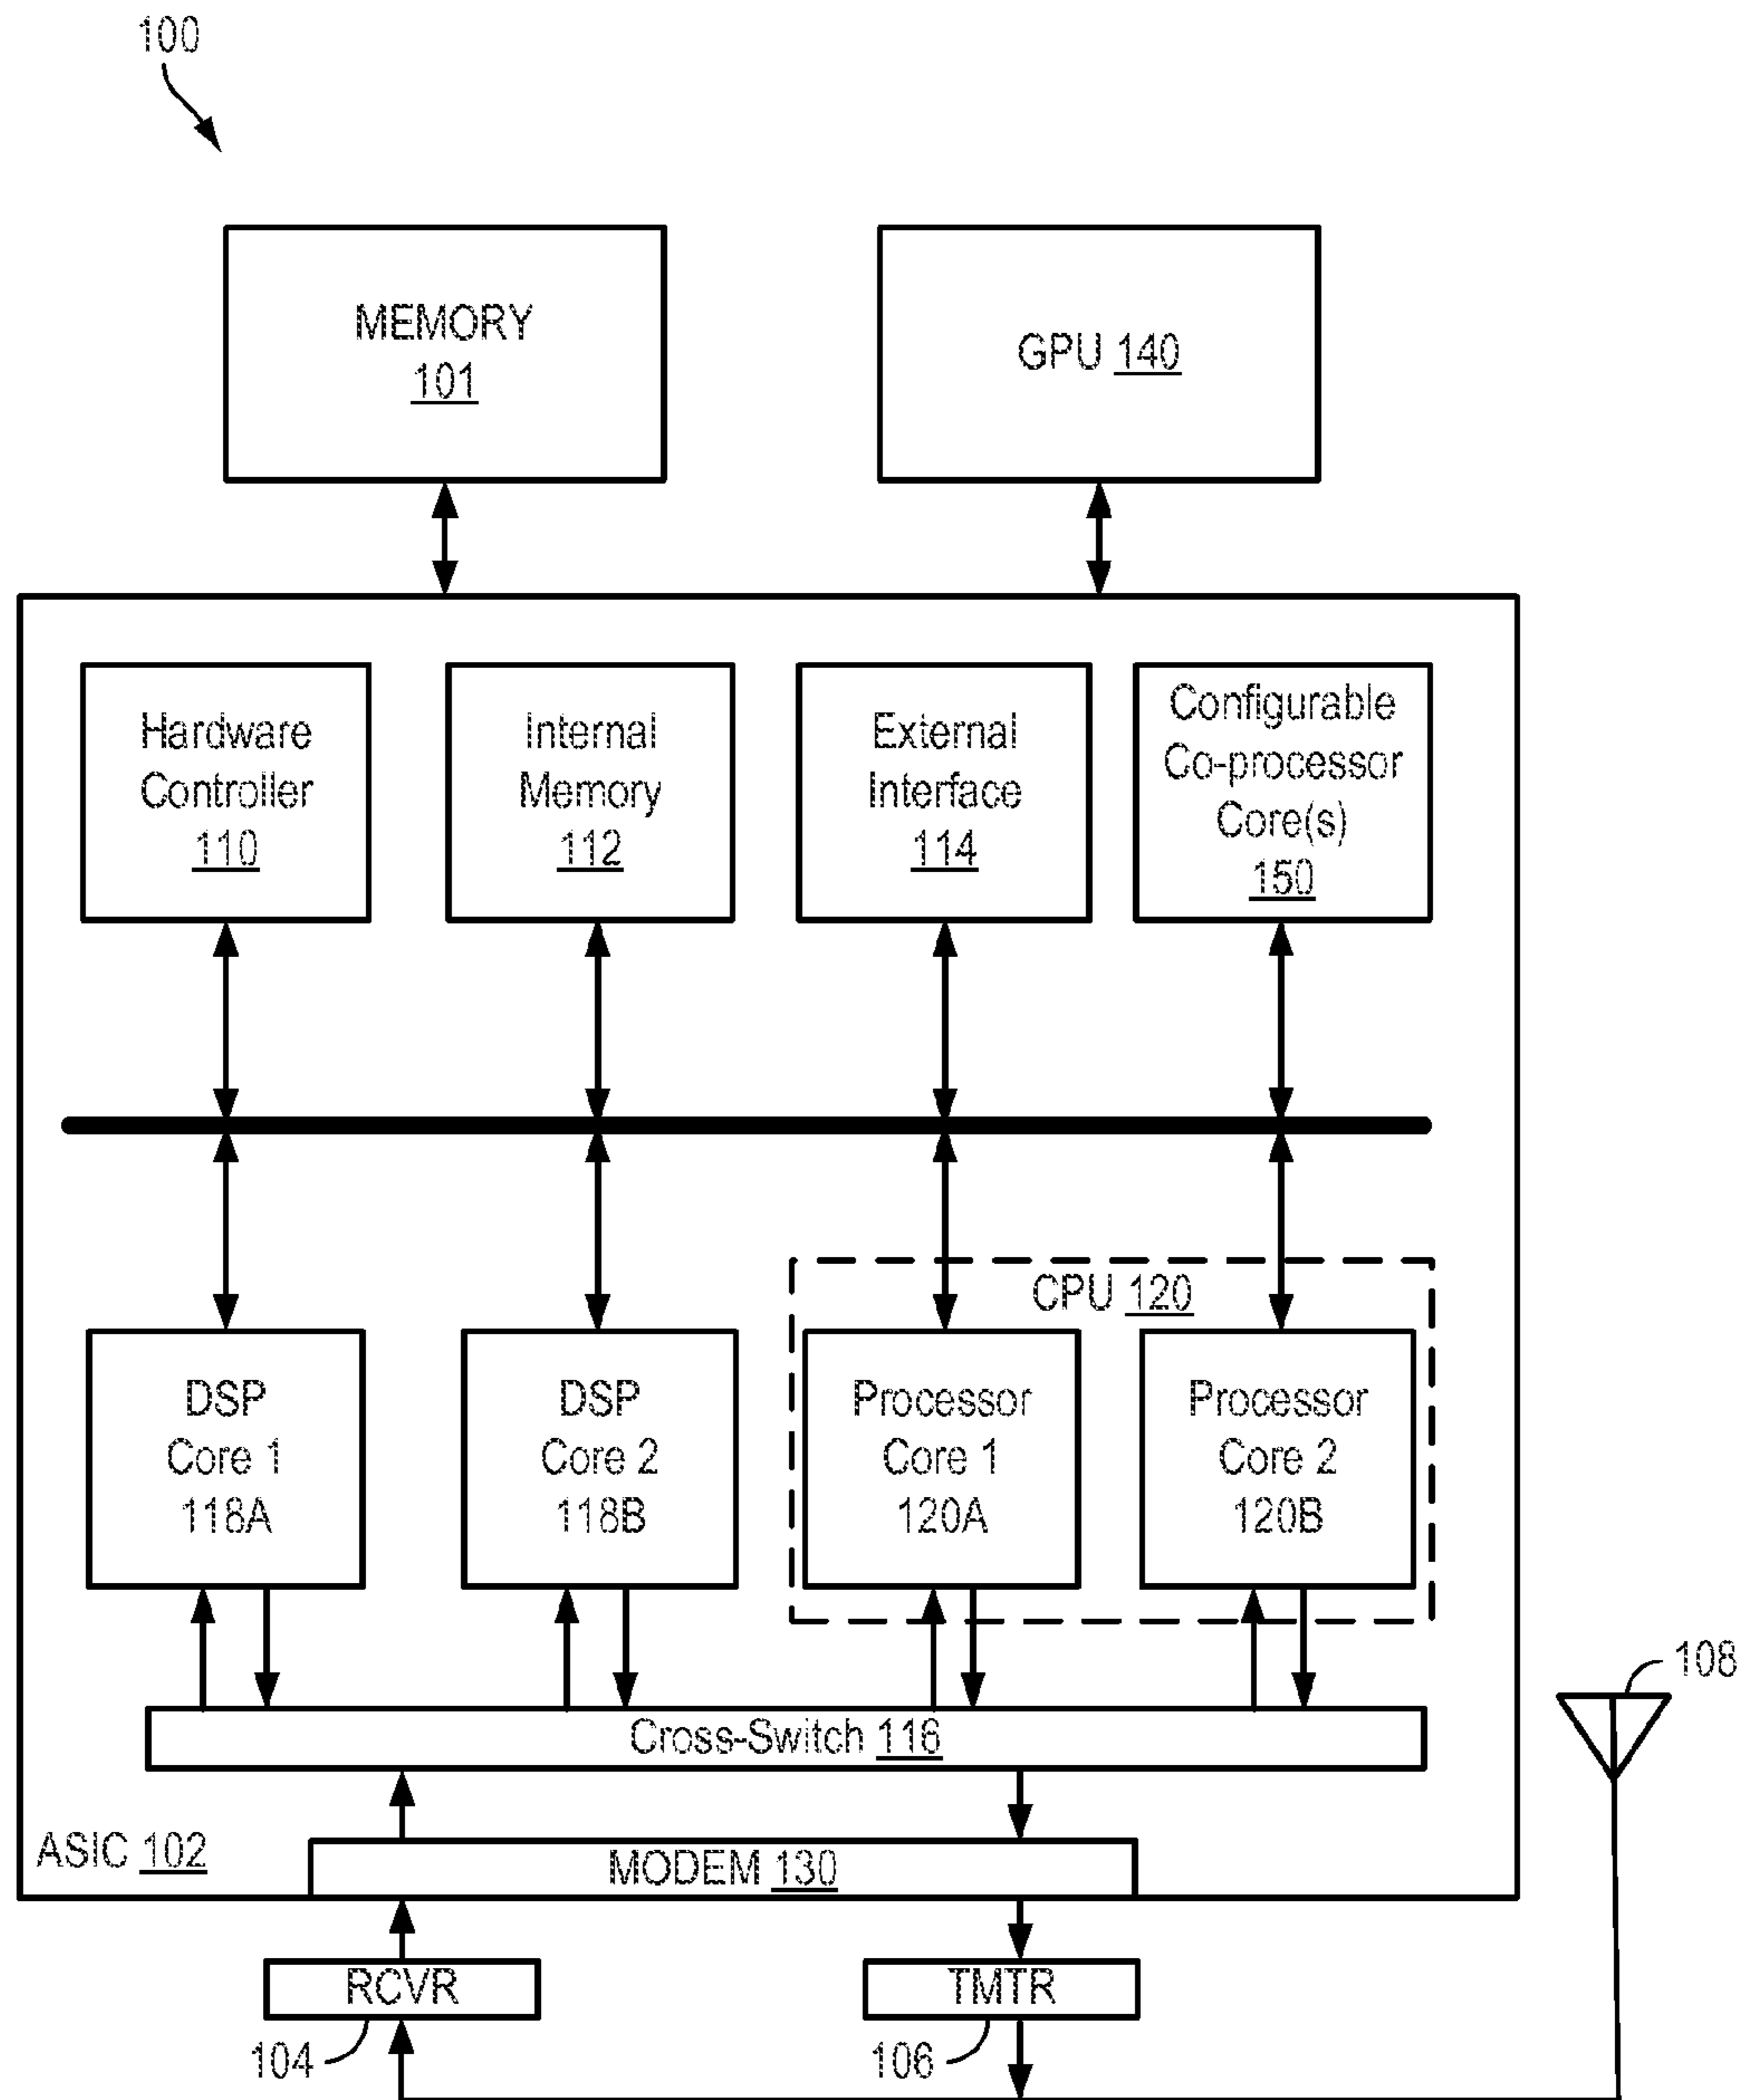 100
MEMORY
101
GPU 140
Hardware
Controller
110
Internal
Memory
112
External
Interface
114
Configurable
Co-processor
Core(s)
150
CPU 120
DSP
Core 1
118A
DSP
Core 2
118B
Processor
Core 1
120A
Processor
Core 2
120B
108
Cross-Switch 116
ASIC 102
MODEM 130
RCVR
TMTR
104
106